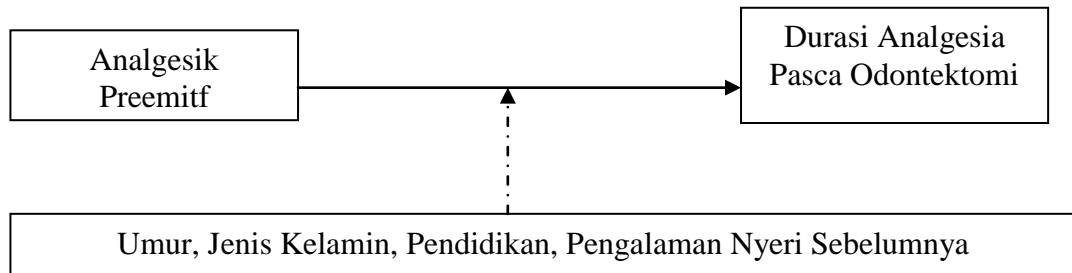 Analgesik
Preemitf
Durasi Analgesia
Pasca Odontektomi
Umur, Jenis Kelamin, Pendidikan, Pengalaman Nyeri Sebelumnya